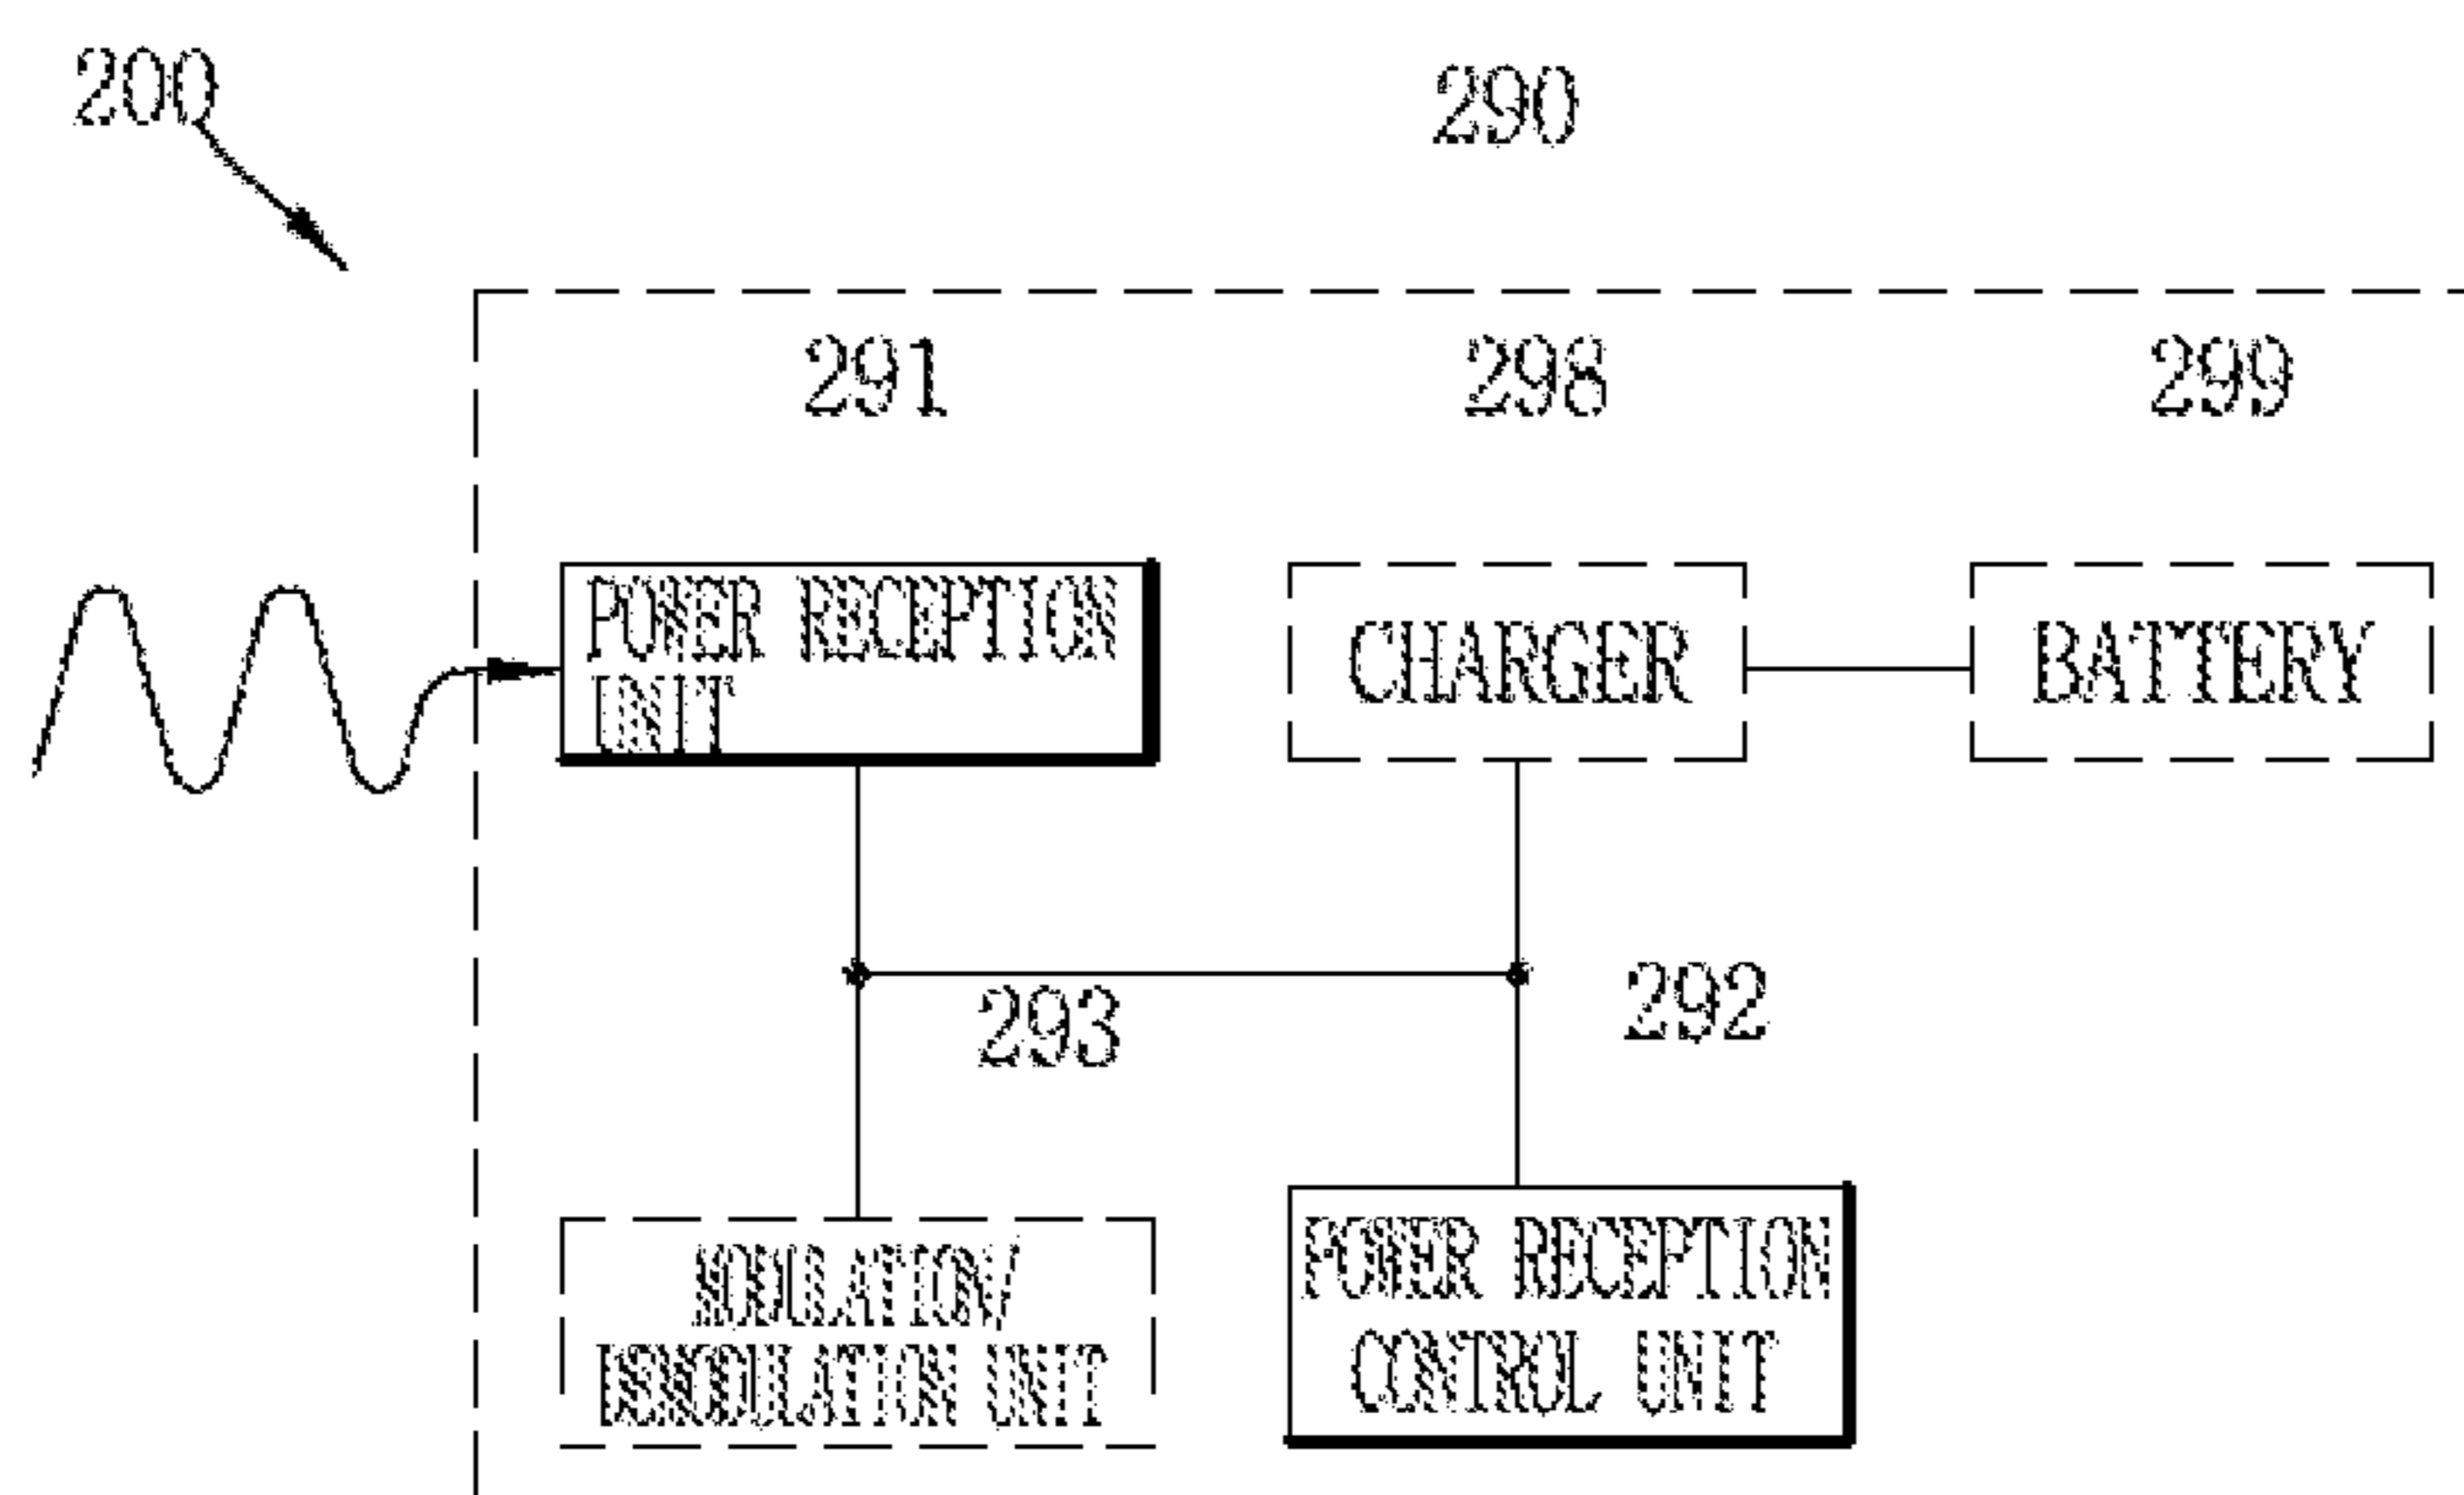 200
290
291
298
299
POWER RECEPTION
UNIT
CHARGER
BATTERY
293
292
MODULATION/
DEMODULATION UNIT
POWER RECEPTION
CONTROL UNIT